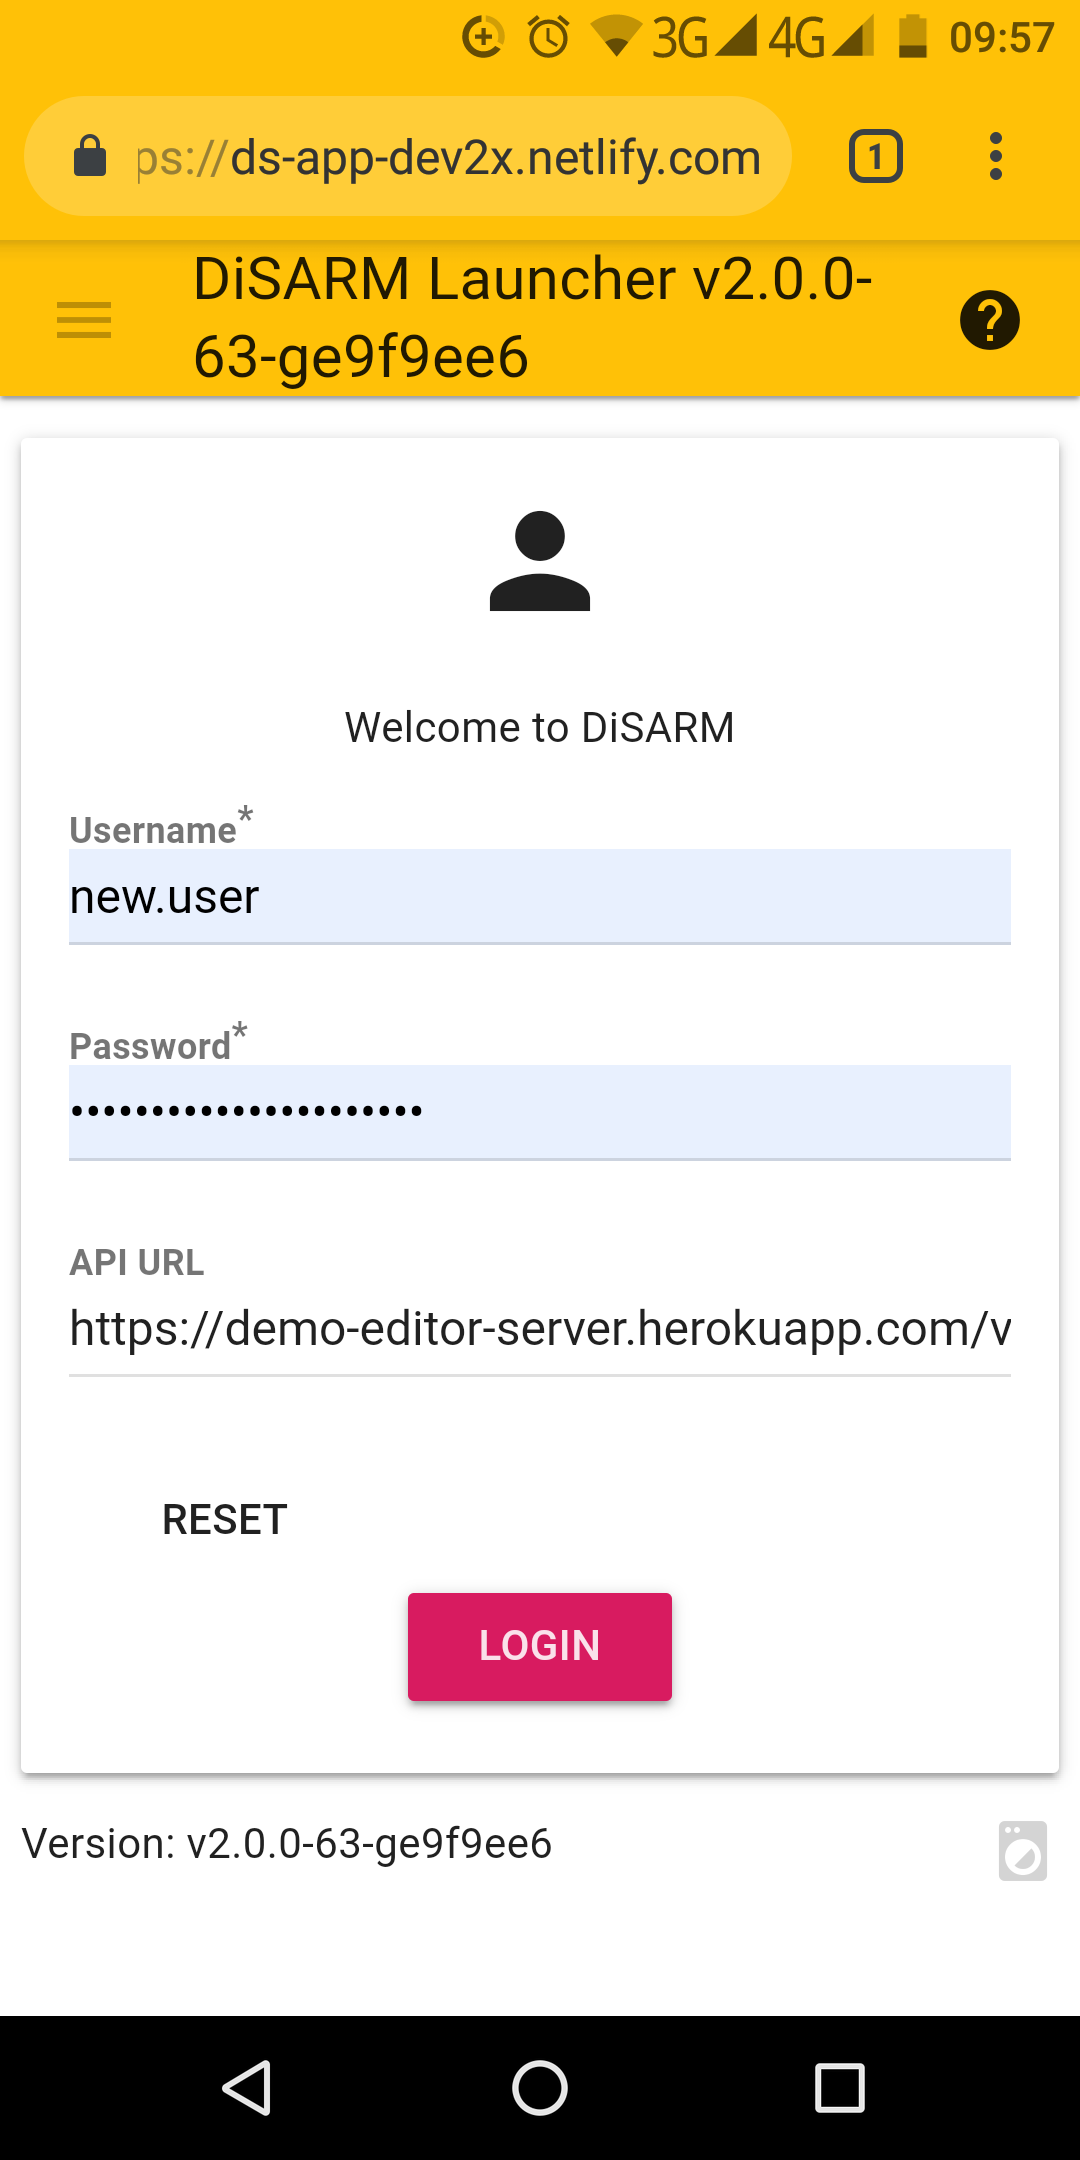 3G 4G 09:57
ps://ds-app-dev2x.netlify.com 1
DiSARM Launcher v2.0.0-
63-ge9f9ee6
Welcome to DiSARM
Username*
new.user
Password*
••••••••••••••••••••••
API URL
https://demo-editor-server.herokuapp.com/v
RESET
LOGIN
Version: v2.0.0-63-ge9f9ee6